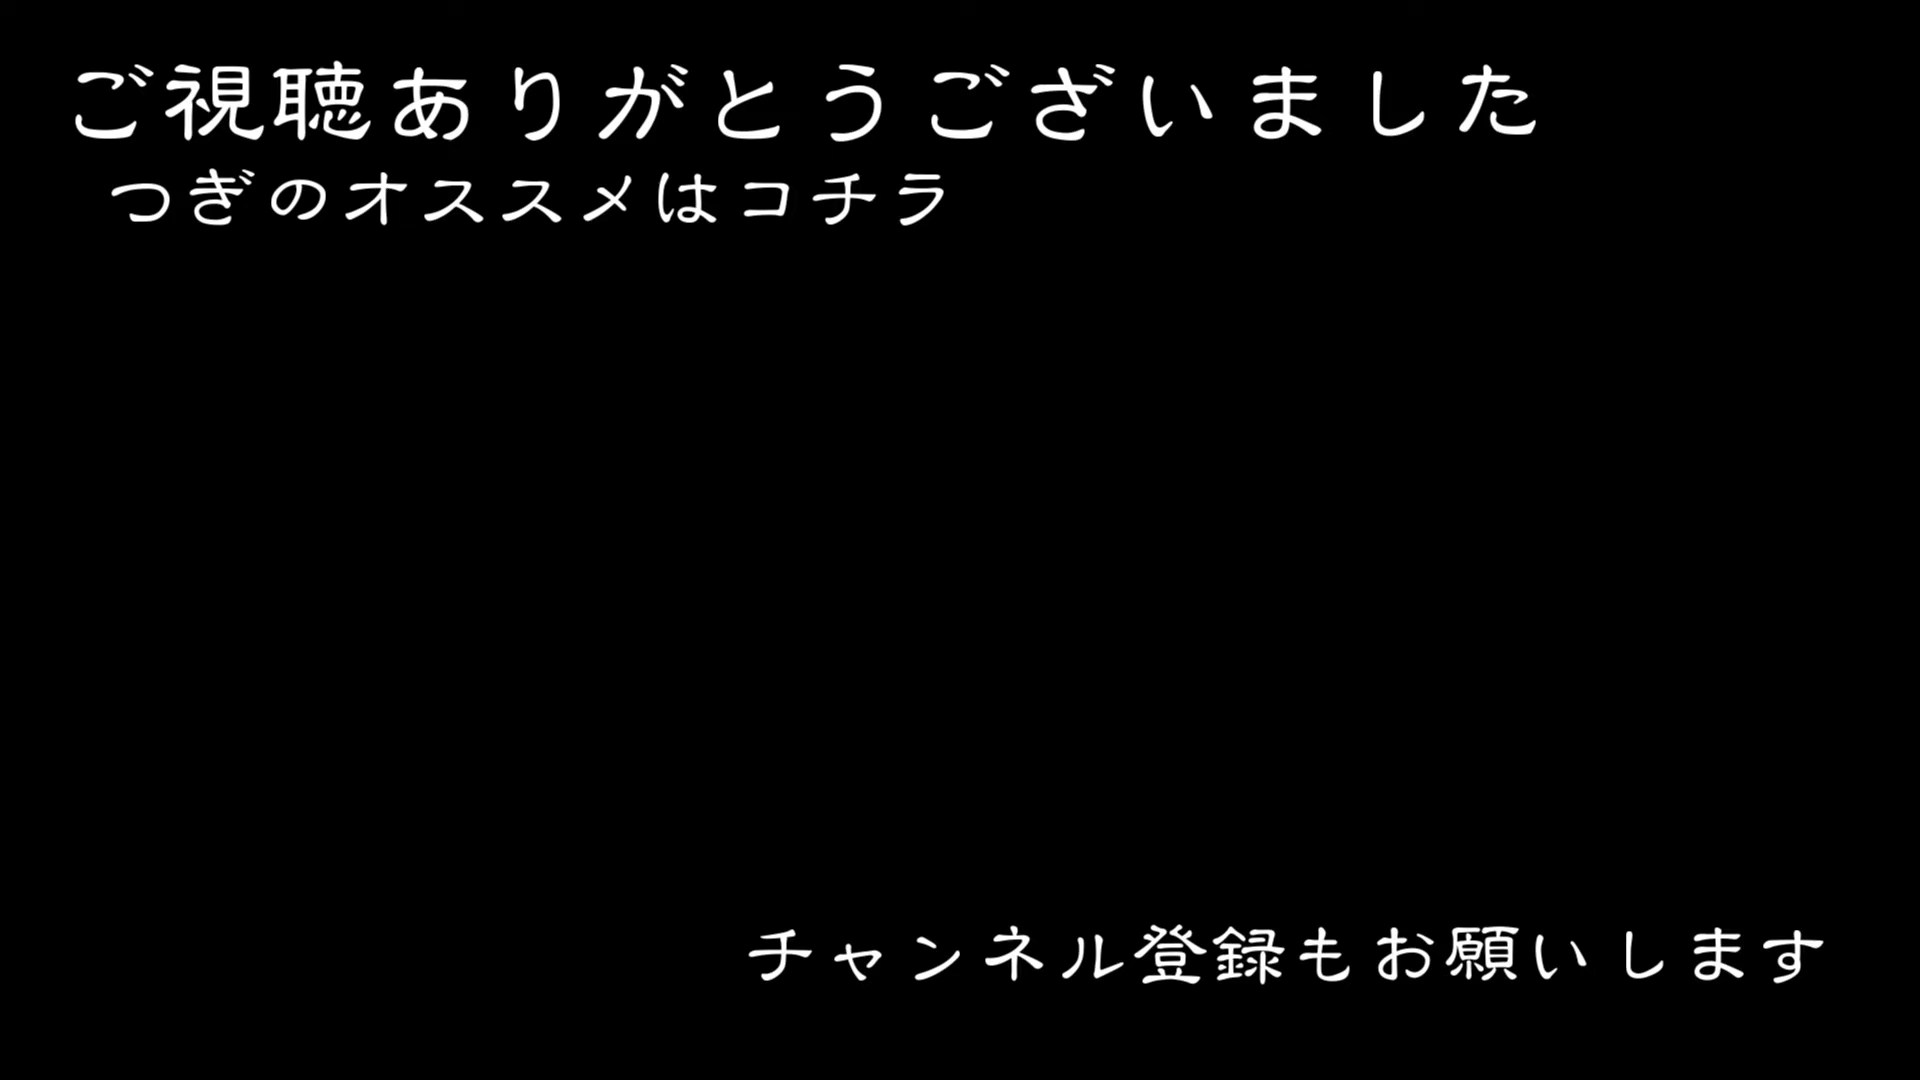 ご視聴ありがとうございました
つぎのオススメはコチラ
チャンネル登録もお願いします